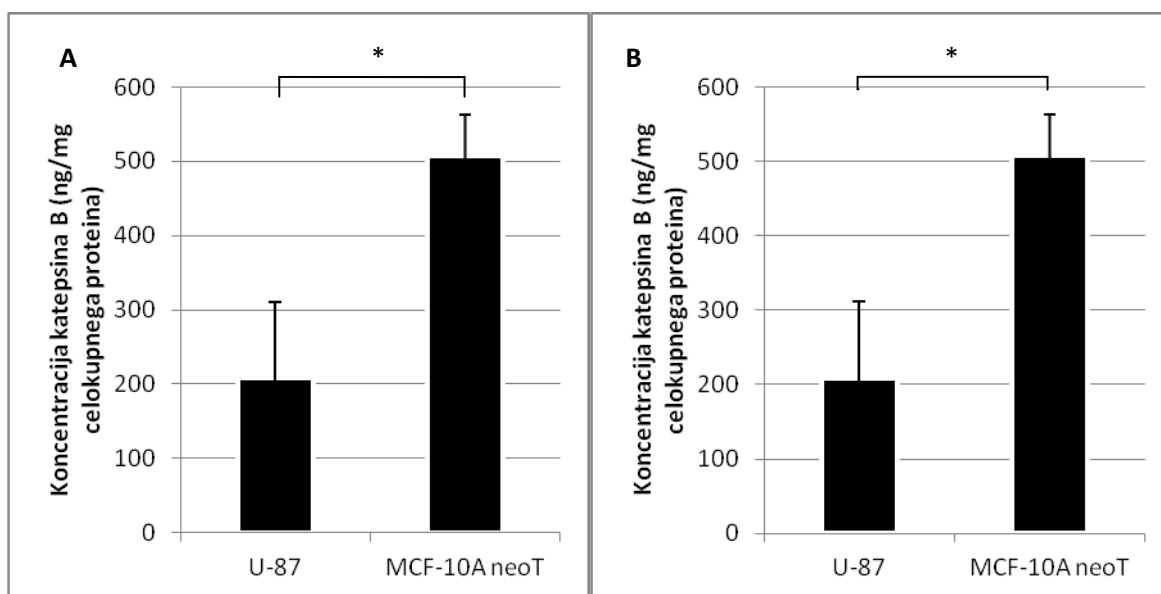 A
*
Koncentracija katepsina B (ng/mg
celokupnega proteina)
600
500
400
300
200
100
0
U-87
MCF-10A neoT
B
*
Koncentracija katepsina B (ng/mg
celokupnega proteina)
600
500
400
300
200
100
0
U-87
MCF-10A neoT